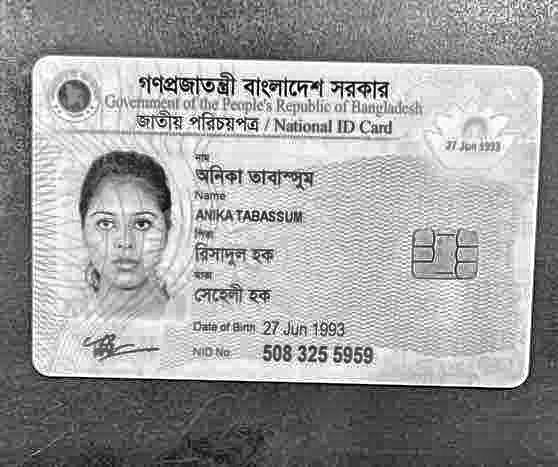 গণপ্রজাতন্ত্রী বাংলাদেশ সরকার
Government of the People's Republic of Bangladesh
জাতীয় পরিচয়পত্র / National ID Card
27 Jun 1993
নাম
অনিকা তাবাস্সুম
Name
ANIKA TABASSUM
পিতা
রিসাদুল হক
মাতা
সেহেলী হক
Date of Birth 27 Jun 1993
NID No. 508 325 5959